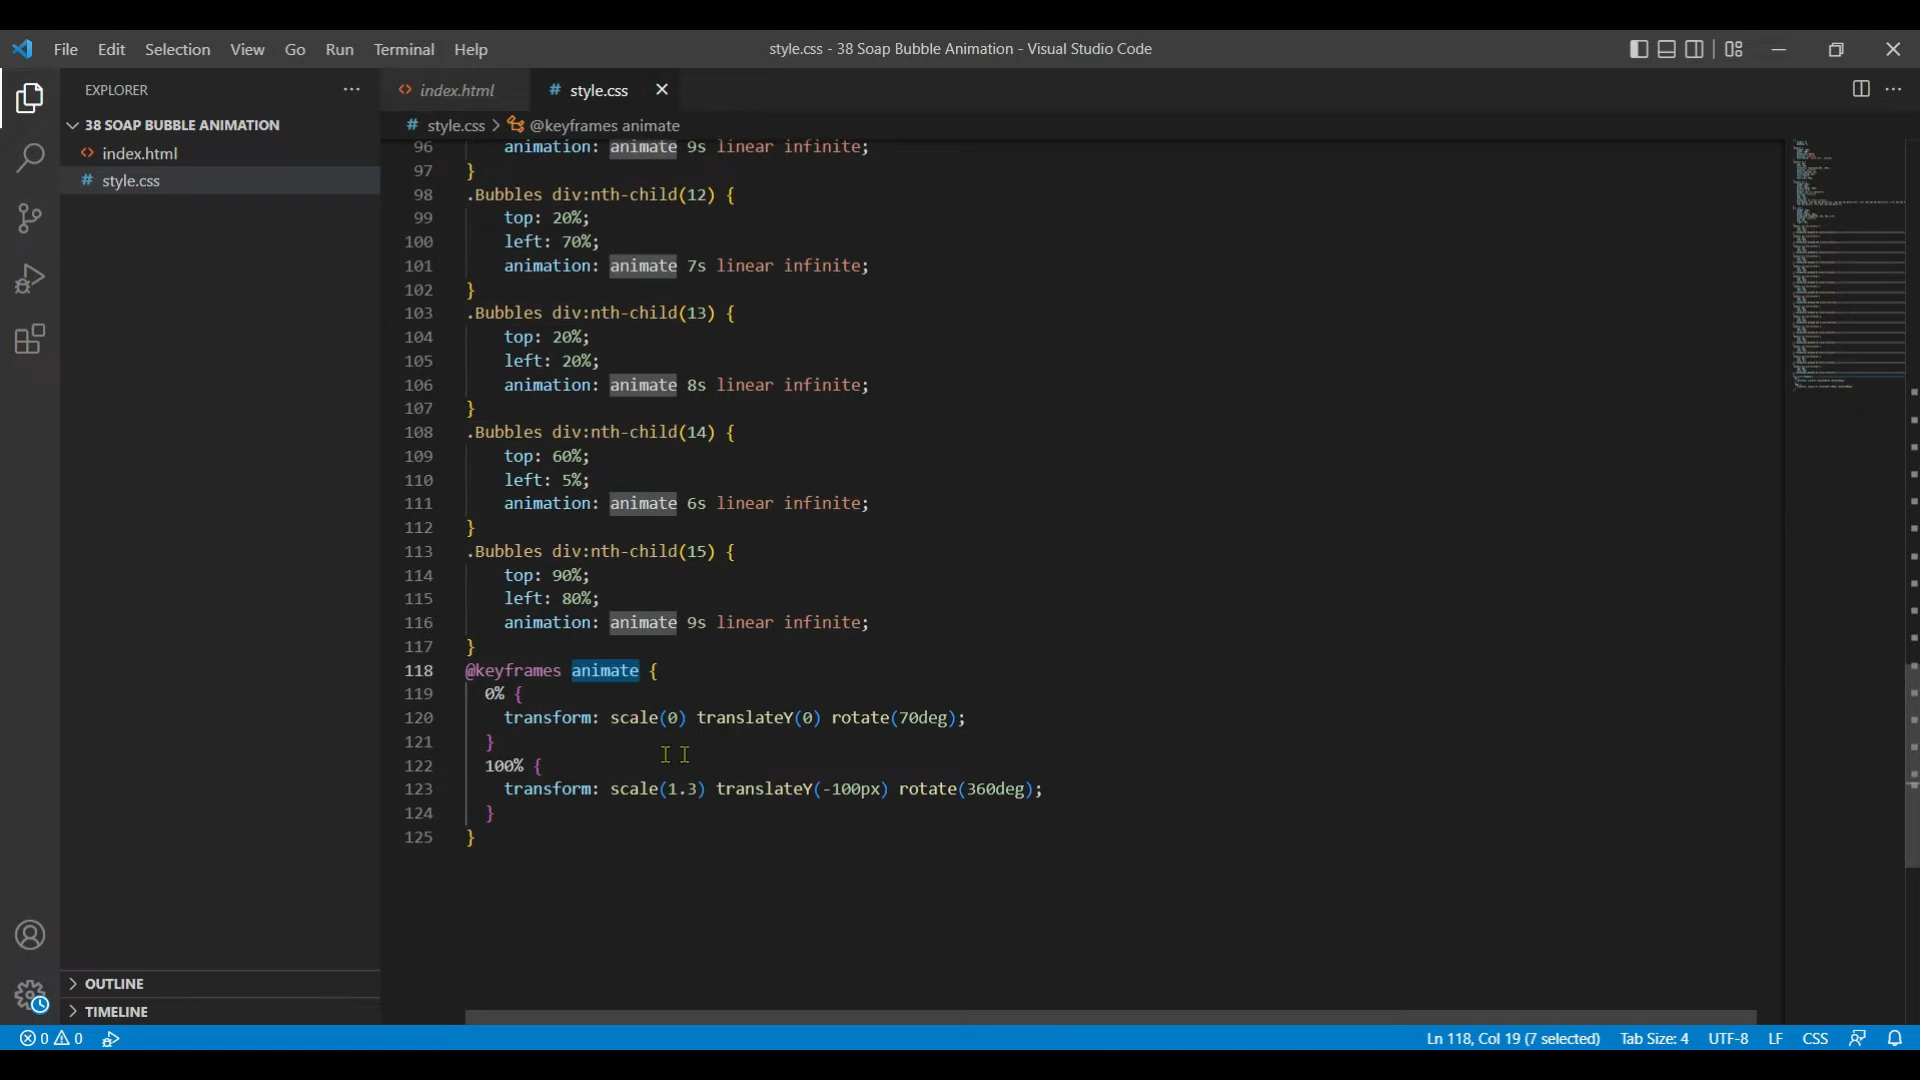 File Edit Selection View Go Run Terminal Help
style.css - 38 Soap Bubble Animation - Visual Studio Code
EXPLORER
38 SOAP BUBBLE ANIMATION
index.html
style.css
OUTLINE
TIMELINE
index.html
# style.css
# style.css > @keyframes animate
96 animation: animate 9s linear infinite;
97 }
98 .Bubbles div:nth-child(12) {
99 top: 20%;
100 left: 70%;
101 animation: animate 7s linear infinite;
102 }
103 .Bubbles div:nth-child(13) {
104 top: 20%;
105 left: 20%;
106 animation: animate 8s linear infinite;
107 }
108 .Bubbles div:nth-child(14) {
109 top: 60%;
110 left: 5%;
111 animation: animate 6s linear infinite;
112 }
113 .Bubbles div:nth-child(15) {
114 top: 90%;
115 left: 80%;
116 animation: animate 9s linear infinite;
117 }
118 @keyframes animate {
119 0% {
120 transform: scale(0) translateY(0) rotate(70deg);
121 }
122 100% {
123 transform: scale(1.3) translateY(-100px) rotate(360deg);
124 }
125 }
0 0
Ln 118, Col 19 (7 selected) Tab Size: 4 UTF-8 LF CSS